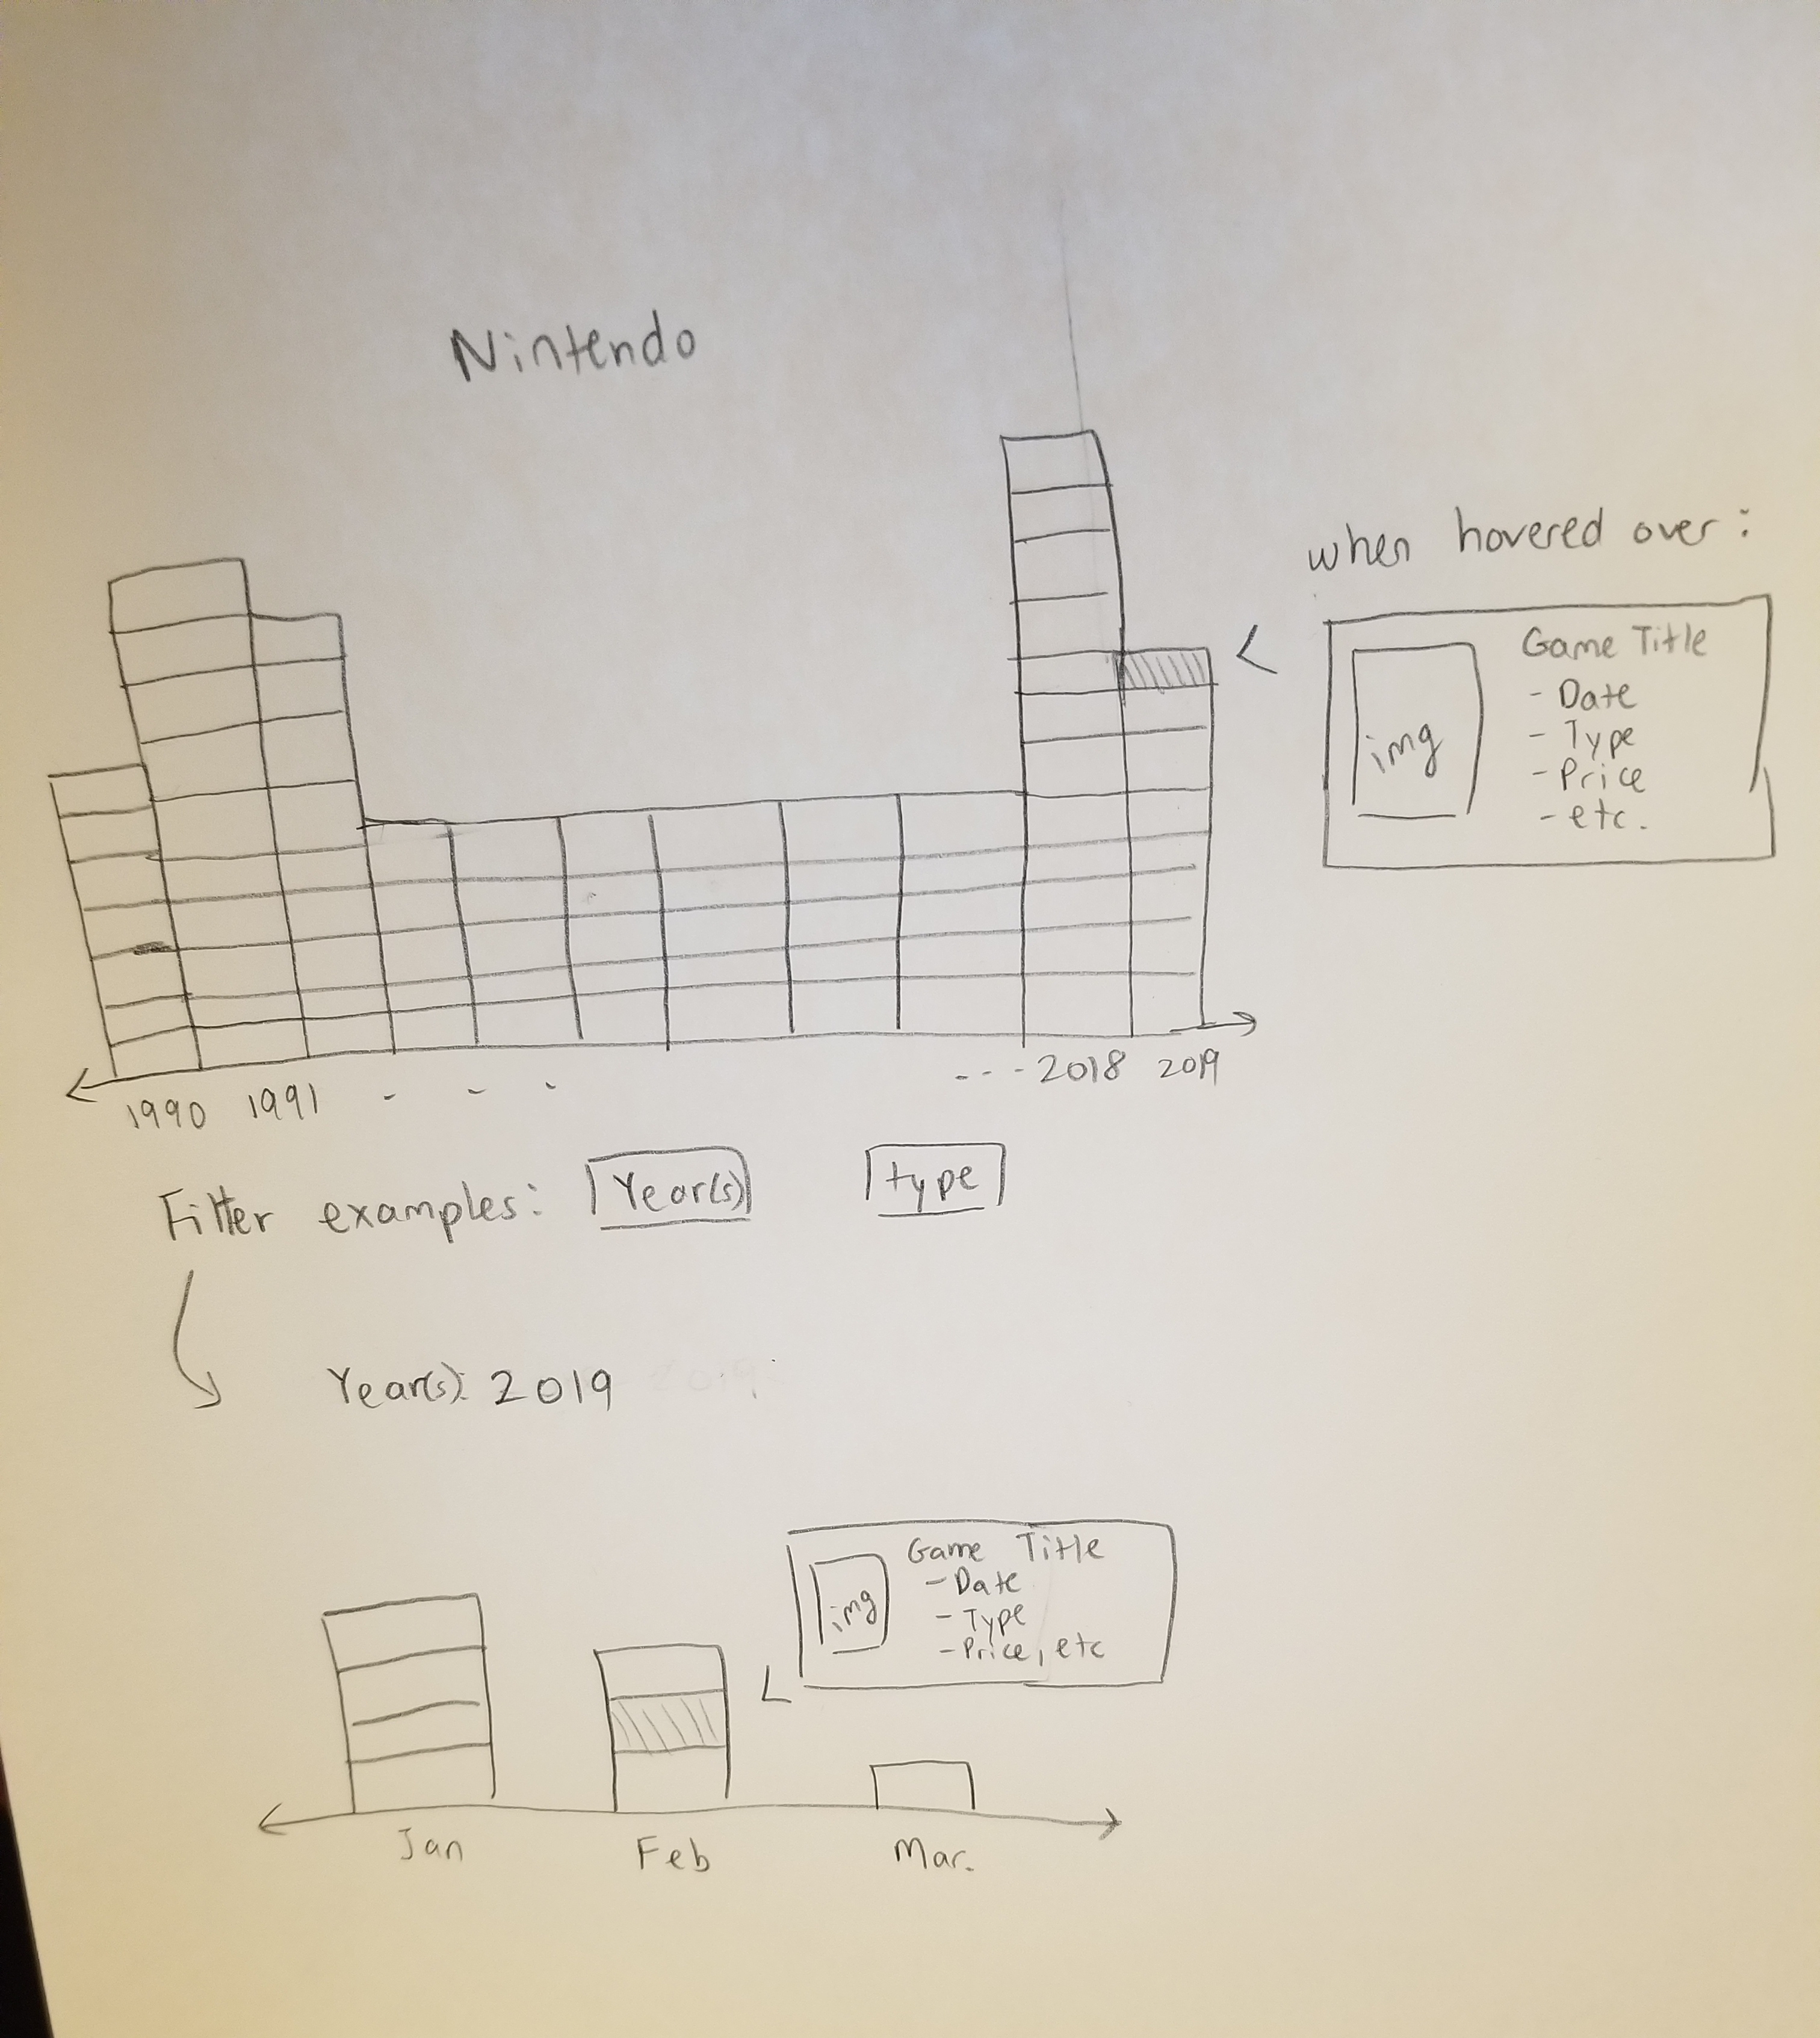 Nintendo
when hovered over:
img
Game Title
- Date
- Type
- Price
- etc.
1990 1991 - - - - - - 2018 2019
Filter examples: Year(s) type
Year(s): 2019
img
Game Title
- Date
- Type
- Price, etc
Jan Feb Mar.